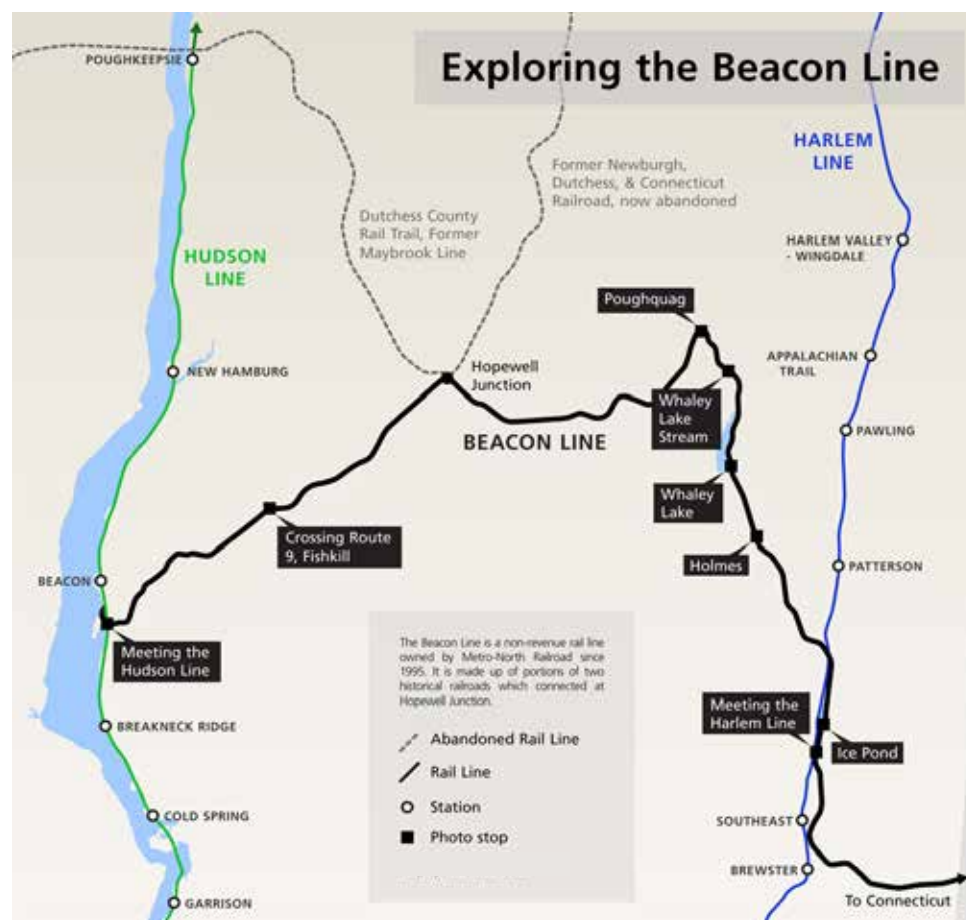 Exploring the Beacon Line
POUGHKEEPSIE
HARLEM
LINE
Former Newburgh,
Dutchess, & Connecticut
Railroad, now abandoned
Dutchess County
Rail Trail, Former
Maybrook Line
HARLEM VALLEY
- WINGDALE
HUDSON
LINE
Poughquag
NEW HAMBURG
Hopewell
Junction
APPALACHIAN
TRAIL
Whaley
Lake
Stream
BEACON LINE
PAWLING
Whaley
Lake
Crossing Route
9, Fishkill
Holmes
PATTERSON
BEACON
Meeting the
Hudson Line
The Beacon Line is a non-revenue rail line
owned by Metro-North Railroad since
1995. It is made up of portions of two
historical railroads which connected at
Hopewell Junction.
Abandoned Rail Line
Rail Line
Station
Photo stop
Meeting the
Harlem Line
Ice Pond
BREAKNECK RIDGE
COLD SPRING
SOUTHEAST
BREWSTER
GARRISON
To Connecticut